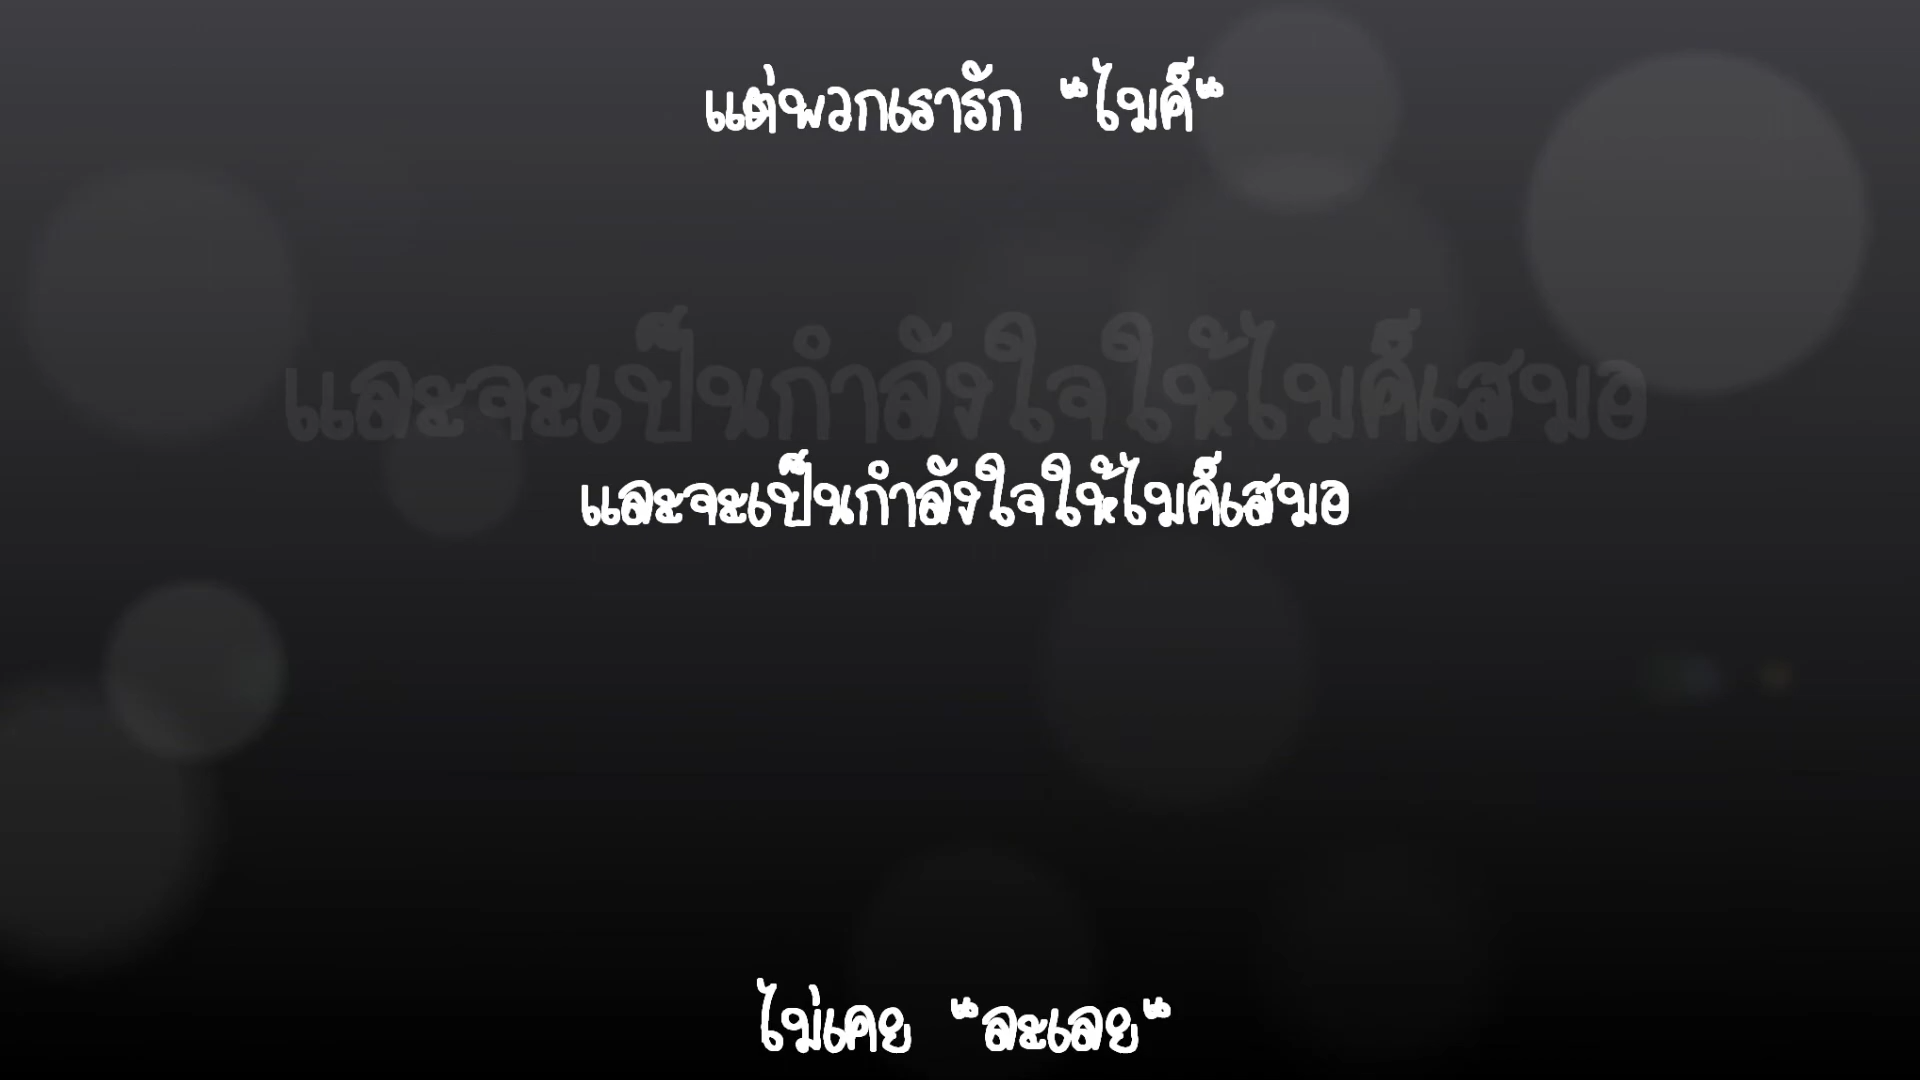 แต่พวกเรารัก "ไมค์"
และจะเป็นกำลังใจให้ไมค์เสมอ
และจะเป็นกำลังใจให้ไมค์เสมอ
ไม่เคย "ละเลย"